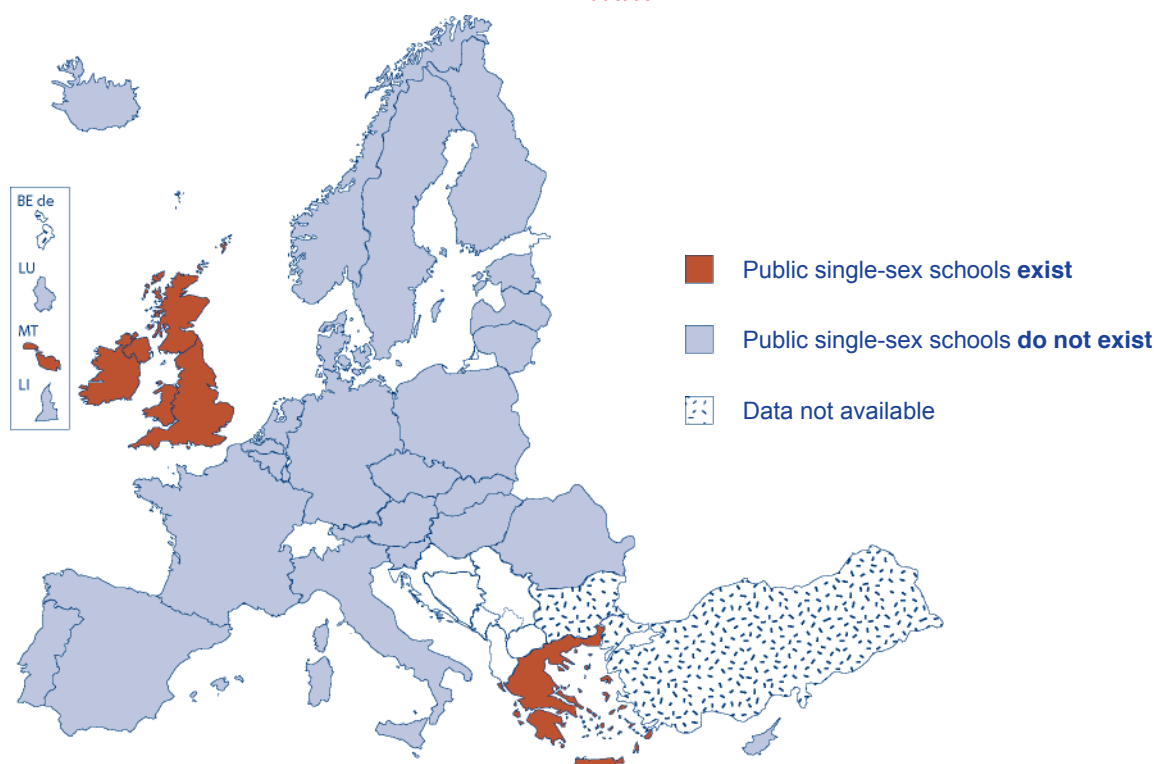 BE de
LU
MT
LI
Public single-sex schools exist
Public single-sex schools do not exist
Data not available